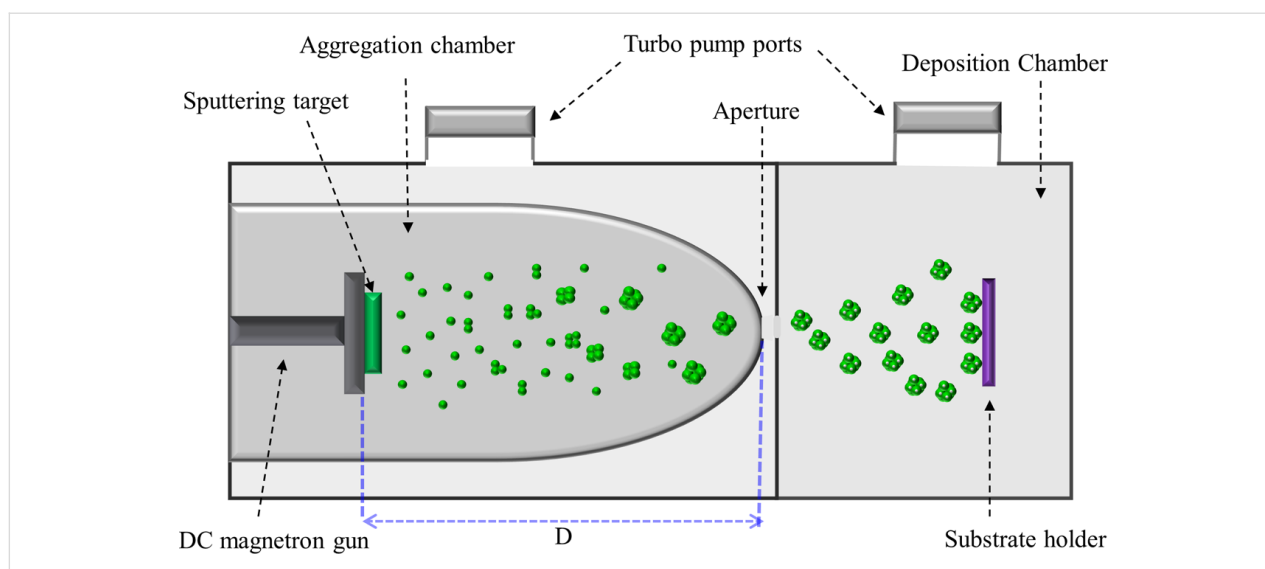 Aggregation chamber
Turbo pump ports
Deposition Chamber
Sputtering target
Aperture
D
DC magnetron gun
Substrate holder